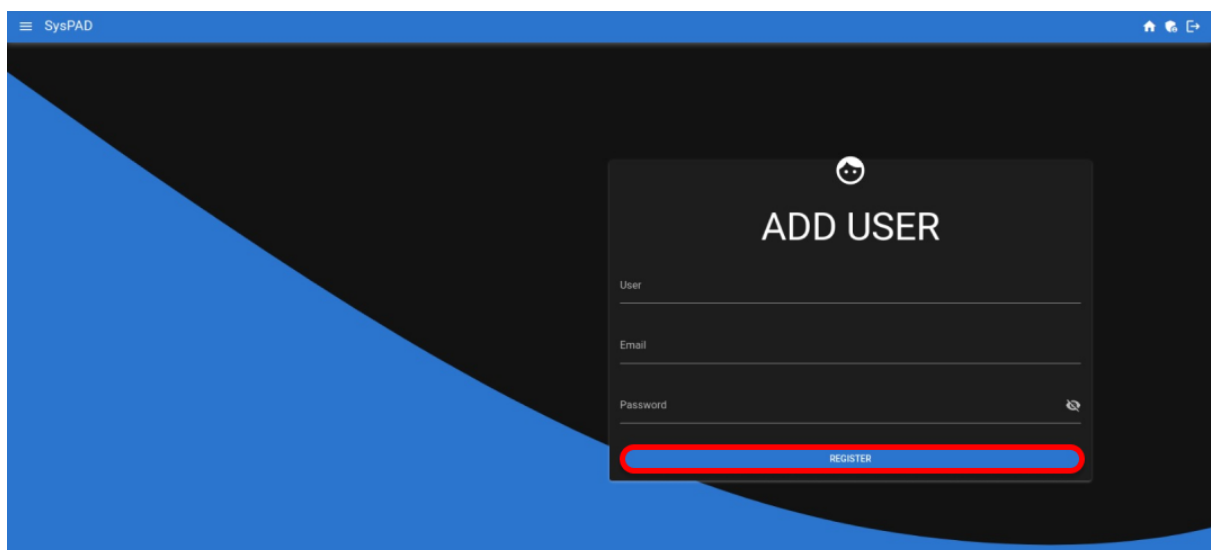 SysPAD
ADD USER
User
Email
Password
REGISTER